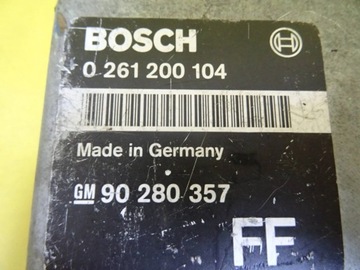 BOSCH
0 261 200 104
Made in Germany
GM 90 280 357
FF